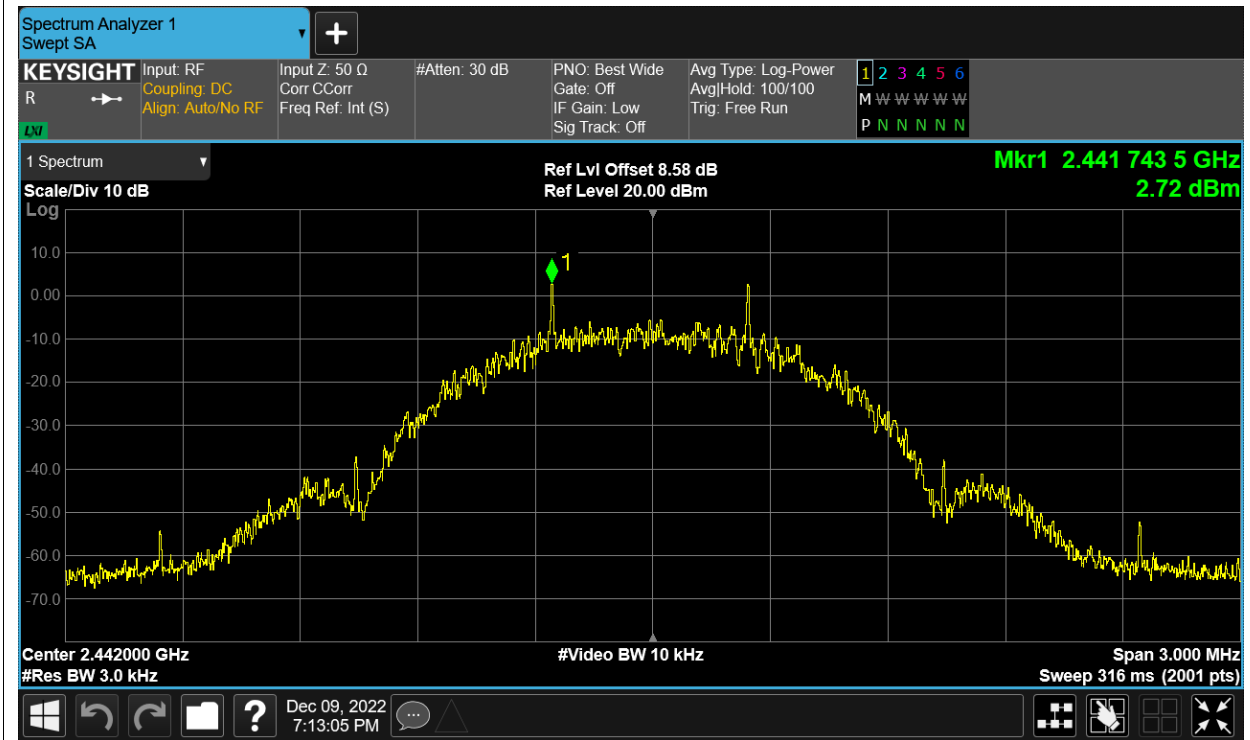 Spectrum Analyzer 1
Swept SA
+
KEYSIGHT
R
LXI
Input: RF
Coupling: DC
Align: Auto/No RF
Input Z: 50 Ω
Corr CCorr
Freq Ref: Int (S)
#Atten: 30 dB
PNO: Best Wide
Gate: Off
IF Gain: Low
Sig Track: Off
Avg Type: Log-Power
Avg|Hold: 100/100
Trig: Free Run
1 2 3 4 5 6
M W W W W W
P N N N N N
1 Spectrum
Scale/Div 10 dB
Log
Ref Lvl Offset 8.58 dB
Ref Level 20.00 dBm
Mkr1 2.441 743 5 GHz
2.72 dBm
1
10.0
0.00
-10.0
-20.0
-30.0
-40.0
-50.0
-60.0
-70.0
Center 2.442000 GHz
#Res BW 3.0 kHz
#Video BW 10 kHz
Span 3.000 MHz
Sweep 316 ms (2001 pts)
?
Dec 09, 2022
7:13:05 PM